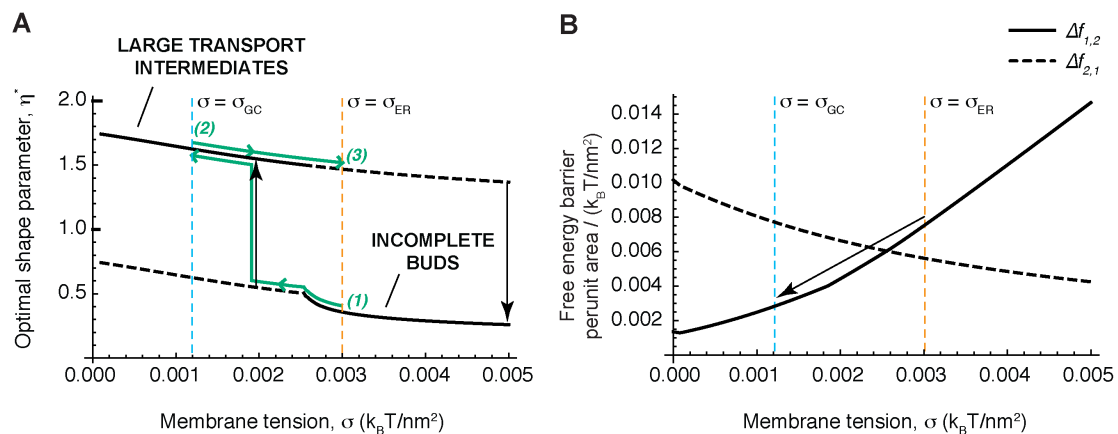 A
LARGE TRANSPORT
INTERMEDIATES
σ = σGC
σ = σER
(2)
(3)
(1)
INCOMPLETE
BUDS
2.0
1.5
1.0
0.5
0.000
0.001
0.002
0.003
0.004
0.005
Optimal shape parameter, η*
Membrane tension, σ (kBT/nm²)
B
Δf1,2
Δf2,1
σ = σGC
σ = σER
0.014
0.012
0.010
0.008
0.006
0.004
0.002
0.000
0.001
0.002
0.003
0.004
0.005
Free energy barrier
perunit area / (kBT/nm²)
Membrane tension, σ (kBT/nm²)